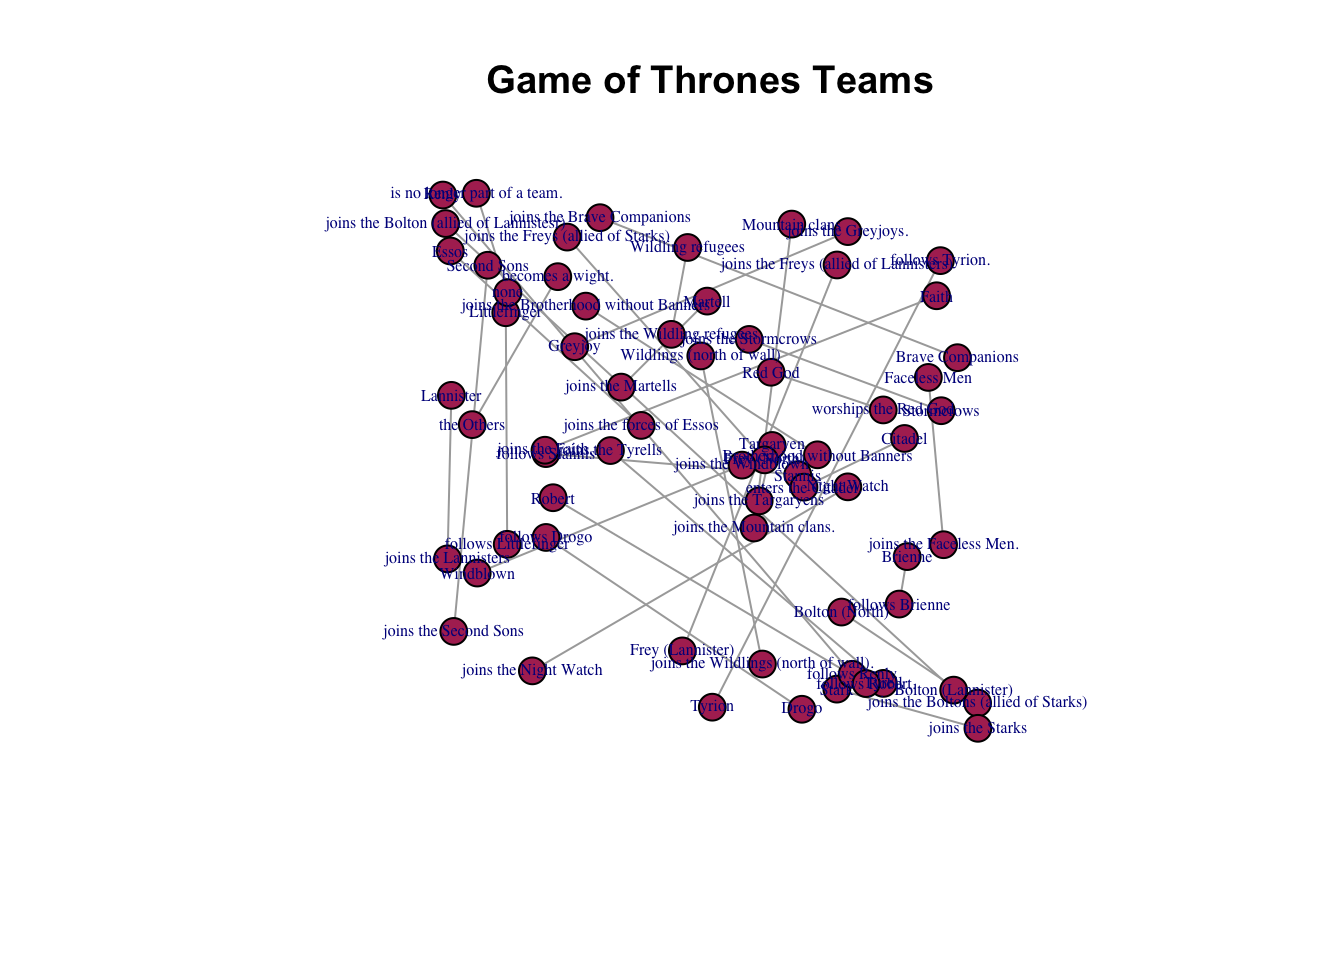 Game of Thrones Teams
is no longer part of a team.
Renly
joins the Brave Companions
joins the Bolton (allied of Lannisters)
Mountain clans
joins the Greyjoys.
joins the Freys (allied of Starks)
Wildling refugees
Essos
Second Sons
joins the Freys (allied of Lannisters)
follows Tyrion.
becomes a wight.
none
Faith
joins the Brotherhood without Banners
Martell
Littlefinger
joins the Wildling refugees
joins the Stormcrows
Greyjoy
Wildlings (north of wall)
Brave Companions
Red God
Faceless Men
joins the Martells
Lannister
worships the Red God
Stormcrows
joins the forces of Essos
the Others
Citadel
Targaryen
joins the Faith
joins the Tyrells
follows Stannis
Brotherhood without Banners
joins the Windblown
Stannis
enters the Citadel
Night Watch
Robert
joins the Targaryens
joins the Mountain clans.
follows Drogo
follows Littlefinger
joins the Faceless Men.
joins the Lannisters
Brienne
Windblown
follows Brienne
Bolton (North)
joins the Second Sons
Frey (Lannister)
joins the Wildlings (north of wall).
joins the Night Watch
follows Renly
follows Robert.
Stark
Bolton (Lannister)
joins the Boltons (allied of Starks)
Tyrion
Drogo
joins the Starks